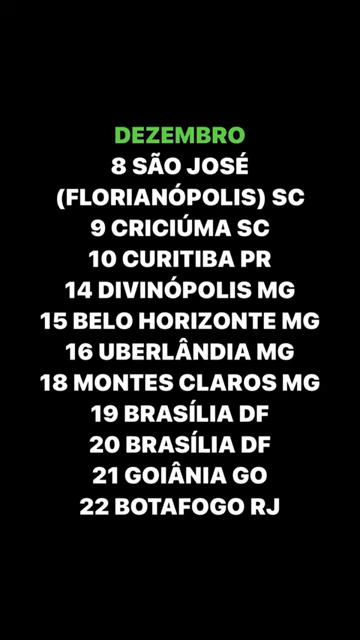 DEZEMBRO
8 SÃO JOSÉ
(FLORIANÓPOLIS) SC
9 CRICIÚMA SC
10 CURITIBA PR
14 DIVINÓPOLIS MG
15 BELO HORIZONTE MG
16 UBERLÂNDIA MG
18 MONTES CLAROS MG
19 BRASÍLIA DF
20 BRASÍLIA DF
21 GOIÂNIA GO
22 BOTAFOGO RJ